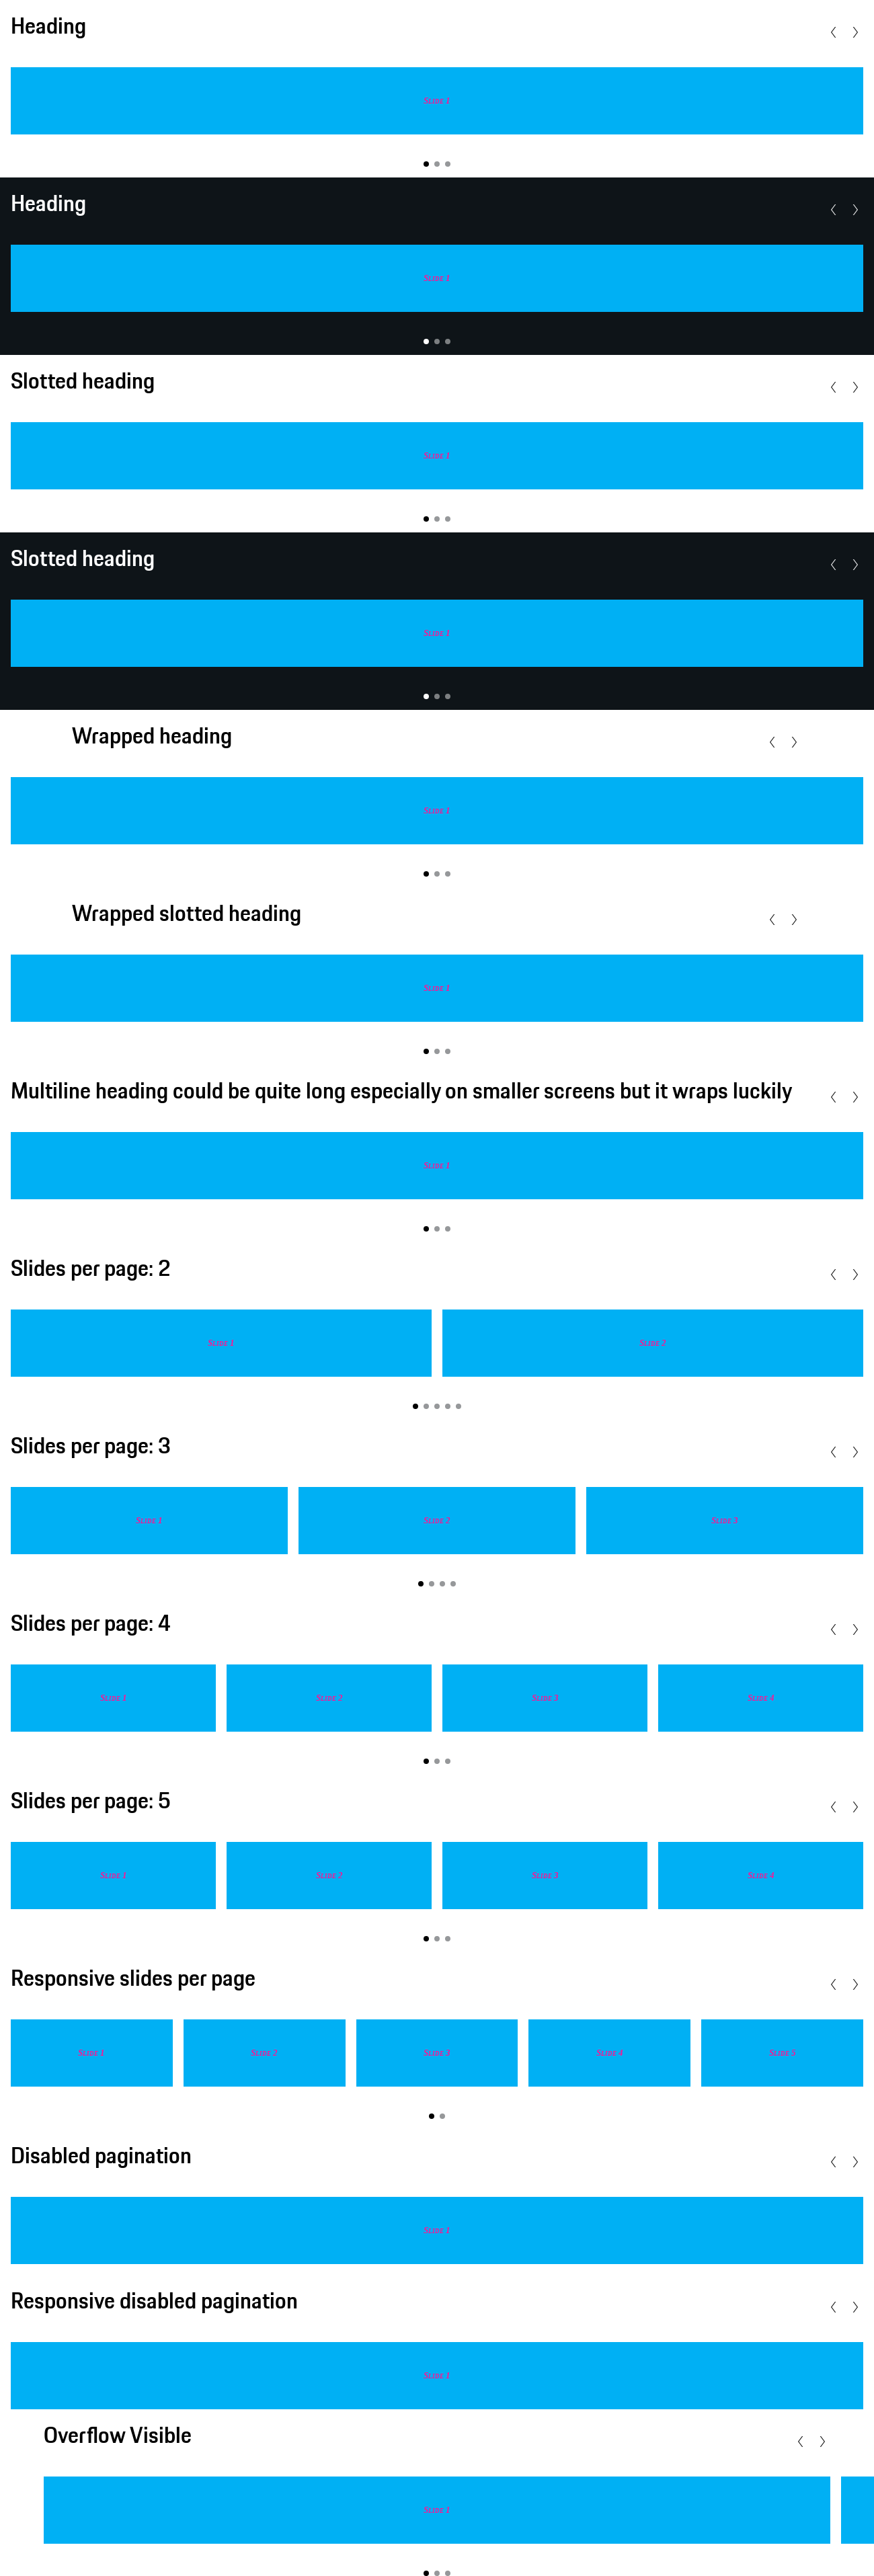 Heading
Slide 1
Heading
Slide 1
Slotted heading
Slide 1
Slotted heading
Slide 1
Wrapped heading
Slide 1
Wrapped slotted heading
Slide 1
Multiline heading could be quite long especially on smaller screens but it wraps luckily
Slide 1
Slides per page: 2
Slide 1 Slide 2
Slides per page: 3
Slide 1 Slide 2 Slide 3
Slides per page: 4
Slide 1 Slide 2 Slide 3 Slide 4
Slides per page: 5
Slide 1 Slide 2 Slide 3 Slide 4
Responsive slides per page
Slide 1 Slide 2 Slide 3 Slide 4 Slide 5
Disabled pagination
Slide 1
Responsive disabled pagination
Slide 1
Overflow Visible
Slide 1